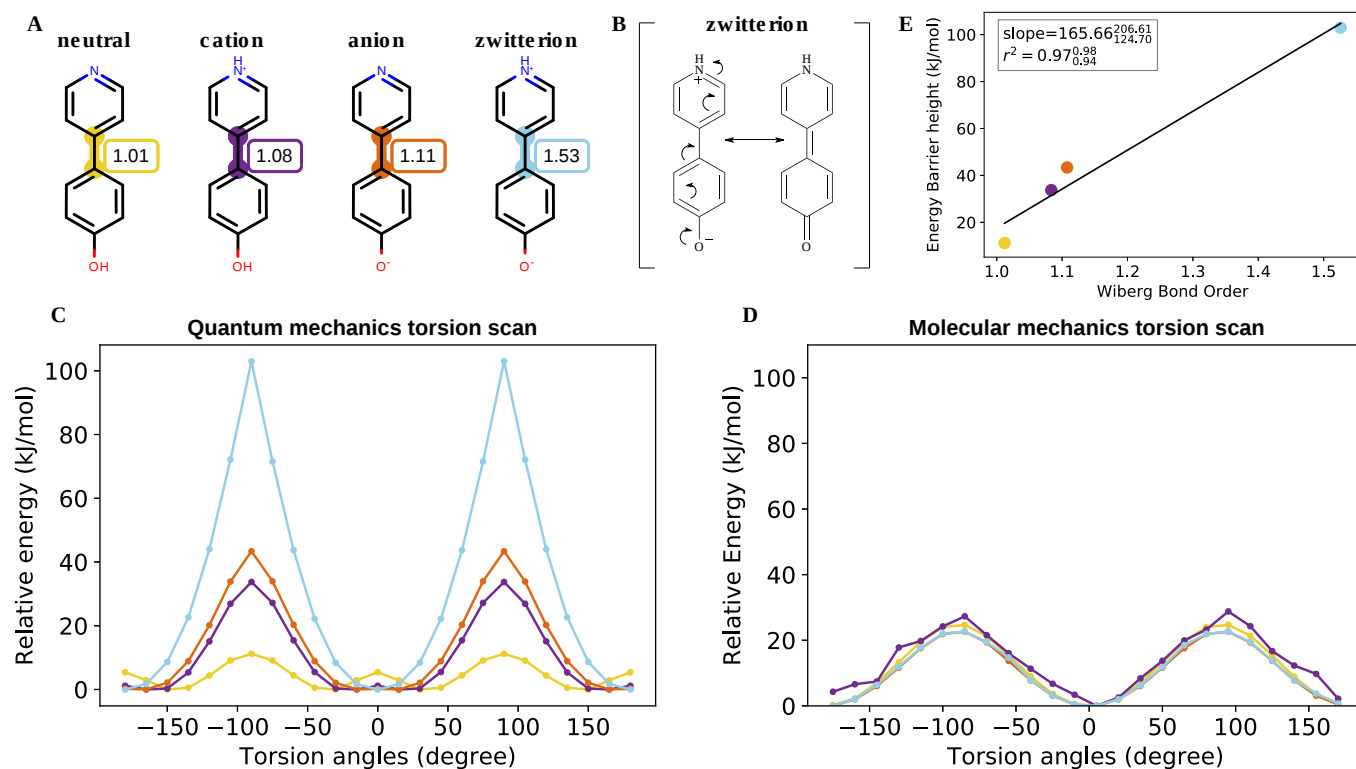 A
neutral
cation
anion
zwitterion
N
H
N+
N
H
N+
1.01
1.08
1.11
1.53
OH
OH
O-
O-
B
zwitterion
H
N
+
H
N
O−
O
E
slope=165.66 206.61 124.70
r² = 0.97 0.98 0.94
Energy Barrier height (kJ/mol)
100
80
60
40
20
1.0 1.1 1.2 1.3 1.4 1.5
Wiberg Bond Order
C
Quantum mechanics torsion scan
Relative energy (kJ/mol)
100
80
60
40
20
0
−150 −100 −50 0 50 100 150
Torsion angles (degree)
D
Molecular mechanics torsion scan
Relative Energy (kJ/mol)
100
80
60
40
20
0
−150 −100 −50 0 50 100 150
Torsion angles (degree)